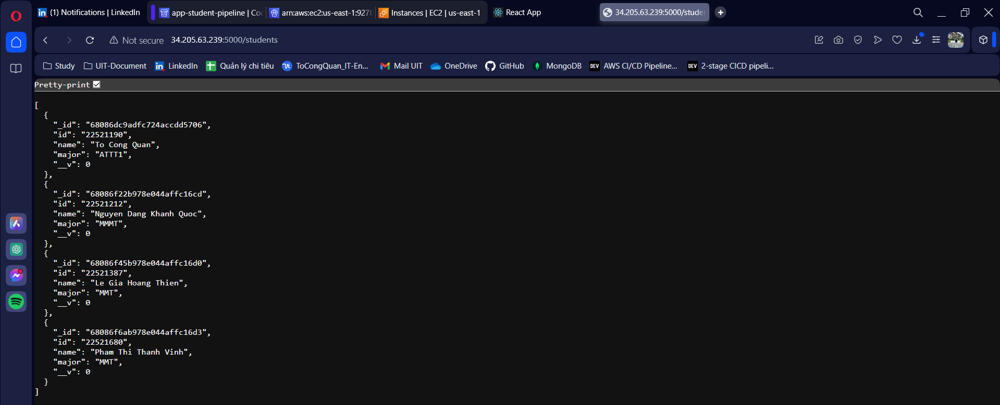 (1) Notifications | LinkedIn
app-student-pipeline | Co
arn:aws:ec2:us-east-1:9278
Instances | EC2 | us-east-1
React App
34.205.63.239:5000/stude
Not secure 34.205.63.239:5000/students
Study
UIT-Document
LinkedIn
Quản lý chi tiêu
ToCongQuan_IT-En...
Mail UIT
OneDrive
GitHub
MongoDB
DEV AWS CI/CD Pipeline...
DEV 2-stage CICD pipeli...
Pretty-print
[
{
"_id": "68086dc9adfc724accdd5706",
"id": "22521190",
"name": "To Cong Quan",
"major": "ATTT1",
"__v": 0
},
{
"_id": "68086f22b978e044affc16cd",
"id": "22521212",
"name": "Nguyen Dang Khanh Quoc",
"major": "MMMT",
"__v": 0
},
{
"_id": "68086f45b978e044affc16d0",
"id": "22521387",
"name": "Le Gia Hoang Thien",
"major": "MMT",
"__v": 0
},
{
"_id": "68086f6ab978e044affc16d3",
"id": "22521680",
"name": "Pham Thi Thanh Vinh",
"major": "MMT",
"__v": 0
}
]